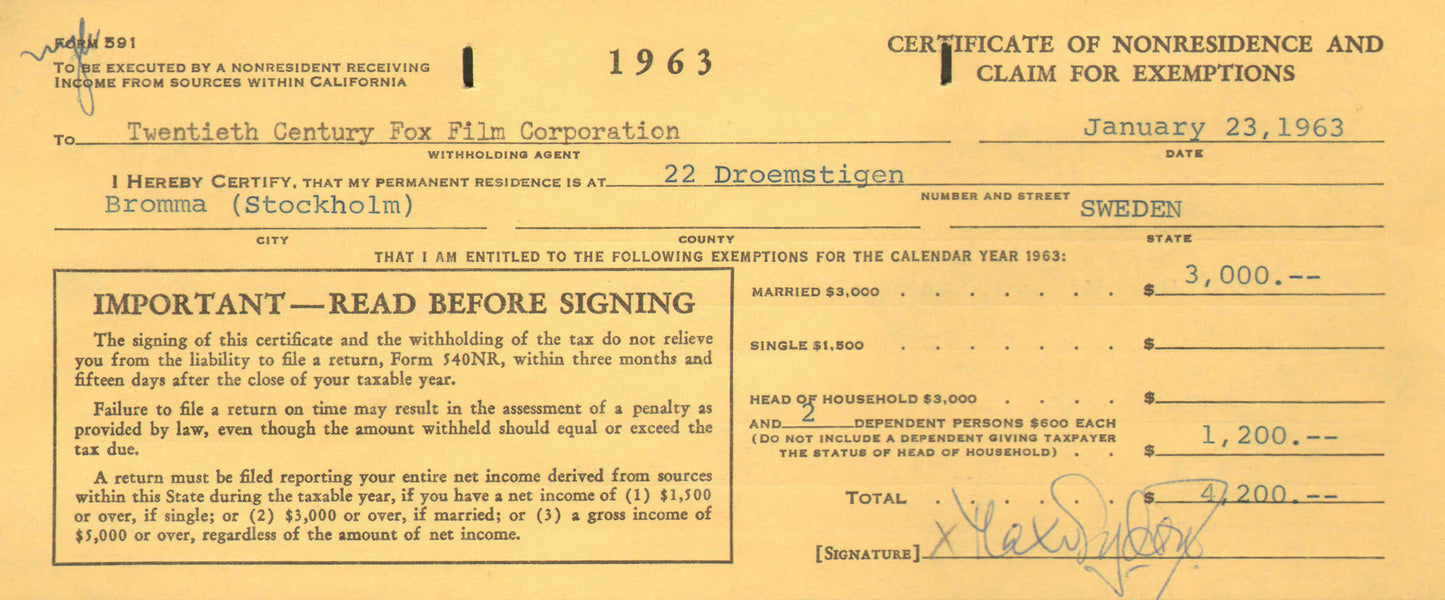 FORM 591
TO BE EXECUTED BY A NONRESIDENT RECEIVING
INCOME FROM SOURCES WITHIN CALIFORNIA
1963
CERTIFICATE OF NONRESIDENCE AND
CLAIM FOR EXEMPTIONS
TO Twentieth Century Fox Film Corporation
WITHHOLDING AGENT
January 23,1963
DATE
I HEREBY CERTIFY, THAT MY PERMANENT RESIDENCE IS AT 22 Droemstigen
NUMBER AND STREET
Bromma (Stockholm) SWEDEN
CITY COUNTY STATE
THAT I AM ENTITLED TO THE FOLLOWING EXEMPTIONS FOR THE CALENDAR YEAR 1963:
IMPORTANT—READ BEFORE SIGNING
The signing of this certificate and the withholding of the tax do not relieve
you from the liability to file a return, Form 540NR, within three months and
fifteen days after the close of your taxable year.
Failure to file a return on time may result in the assessment of a penalty as
provided by law, even though the amount withheld should equal or exceed the
tax due.
A return must be filed reporting your entire net income derived from sources
within this State during the taxable year, if you have a net income of (1) $1,500
or over, if single; or (2) $3,000 or over, if married; or (3) a gross income of
$5,000 or over, regardless of the amount of net income.
MARRIED $3,000 . . . . . . . $ 3,000.--
SINGLE $1,500 . . . . . . . $
HEAD OF HOUSEHOLD $3,000 . . . . $
AND 2 DEPENDENT PERSONS $600 EACH
(DO NOT INCLUDE A DEPENDENT GIVING TAXPAYER
THE STATUS OF HEAD OF HOUSEHOLD) . . $ 1,200.--
TOTAL . . . . . . $ 4,200.--
[SIGNATURE] x Max v Sydow